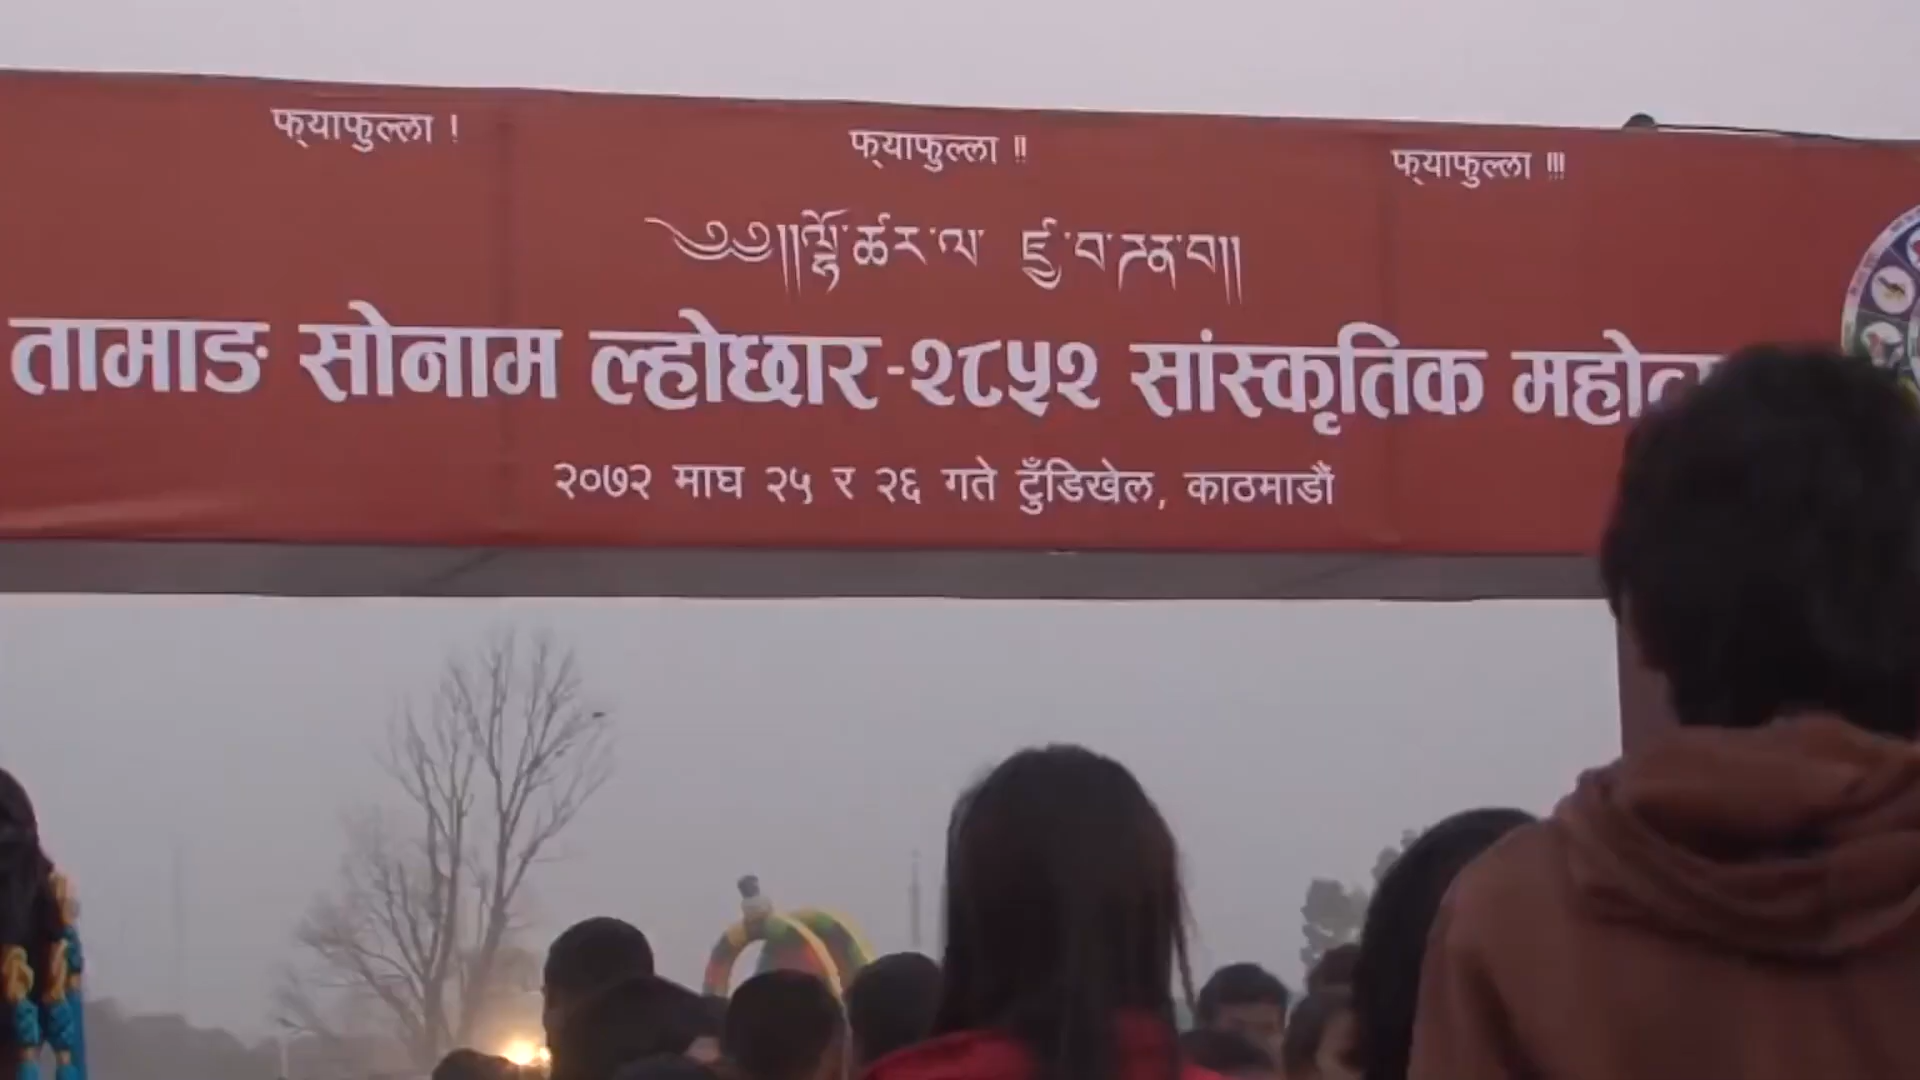 फ्याफुल्ला ! फ्याफुल्ला !! फ्याफुल्ला !!!
तामाङ सोनाम ल्होछार-२८५२ सांस्कृतिक
२०७२ माघ २५ र २६ गते टुँडिखेल, काठमाडौं